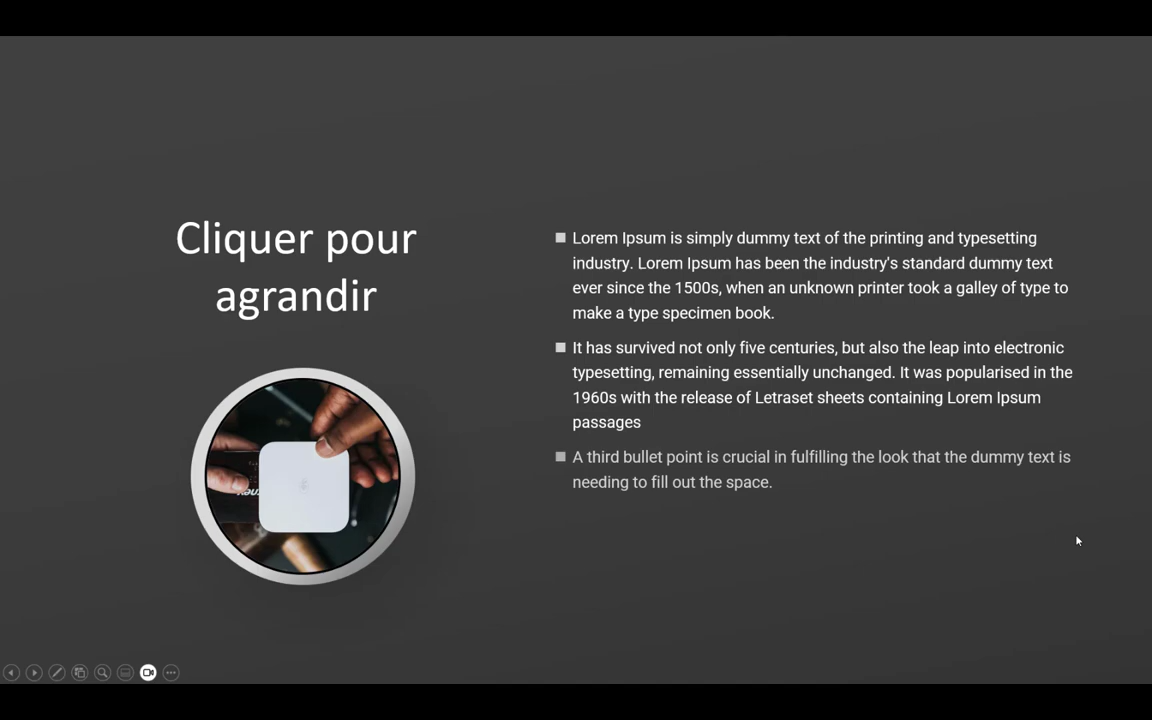 Cliquer pour
agrandir
Lorem Ipsum is simply dummy text of the printing and typesetting
industry. Lorem Ipsum has been the industry's standard dummy text
ever since the 1500s, when an unknown printer took a galley of type to
make a type specimen book.
It has survived not only five centuries, but also the leap into electronic
typesetting, remaining essentially unchanged. It was popularised in the
1960s with the release of Letraset sheets containing Lorem Ipsum
passages
A third bullet point is crucial in fulfilling the look that the dummy text is
needing to fill out the space.